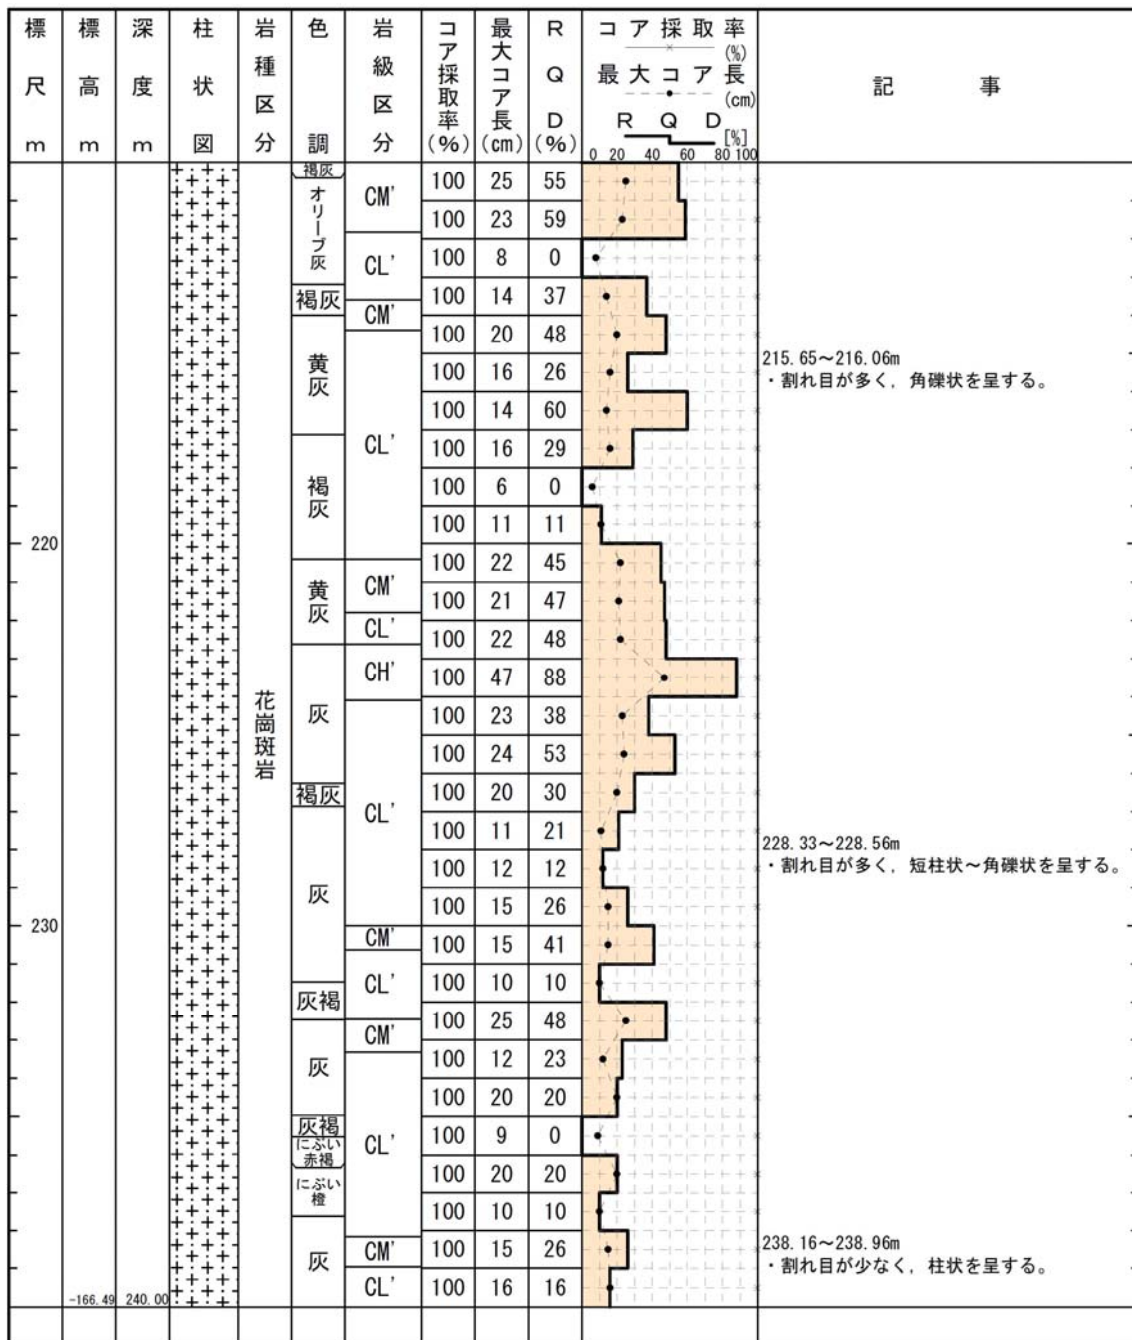 標尺 m
標高 m
深度 m
柱状図
岩種区分
色調
岩級区分
コア採取率 (%)
最大コア長 (cm)
RQD (%)
コア採取率 (%)
最大コア長 (cm)
RQD [%]
0 20 40 60 80 100
記事
褐灰
オリーブ灰
褐灰
黄灰
褐灰
黄灰
灰
褐灰
灰
灰褐
灰
灰褐
にぶい赤褐
にぶい橙
灰
CM'
CL'
CM'
CL'
CM'
CL'
CH'
CL'
CM'
CL'
CM'
CL'
CM'
CL'
花崗斑岩
220
230
-166.49 240.00
100 25 55
100 23 59
100 8 0
100 14 37
100 20 48
100 16 26
100 14 60
100 16 29
100 6 0
100 11 11
100 22 45
100 21 47
100 22 48
100 47 88
100 23 38
100 24 53
100 20 30
100 11 21
100 12 12
100 15 26
100 15 41
100 10 10
100 25 48
100 12 23
100 20 20
100 9 0
100 20 20
100 10 10
100 15 26
100 16 16
215.65～216.06m
・割れ目が多く，角礫状を呈する。
228.33～228.56m
・割れ目が多く，短柱状～角礫状を呈する。
238.16～238.96m
・割れ目が少なく，柱状を呈する。